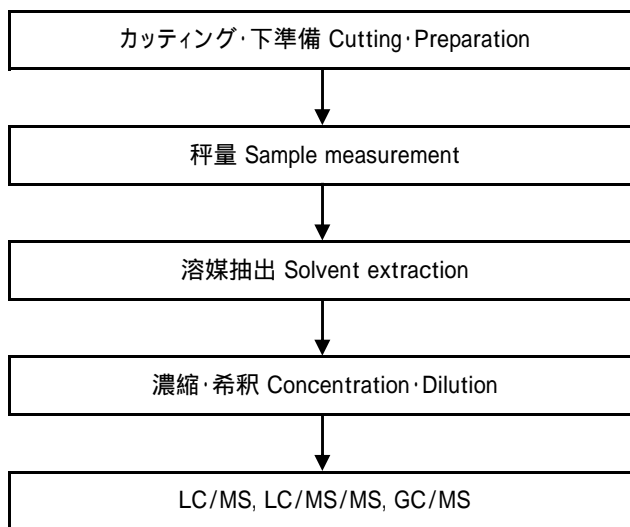 カッティング・下準備 Cutting・Preparation
秤量 Sample measurement
溶媒抽出 Solvent extraction
濃縮・希釈 Concentration・Dilution
LC/MS, LC/MS/MS, GC/MS